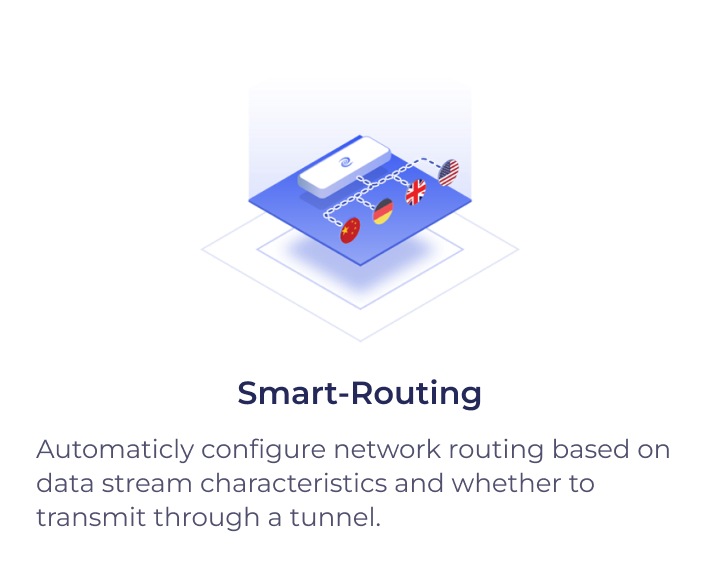 Smart-Routing
Automaticly configure network routing based on
data stream characteristics and whether to
transmit through a tunnel.